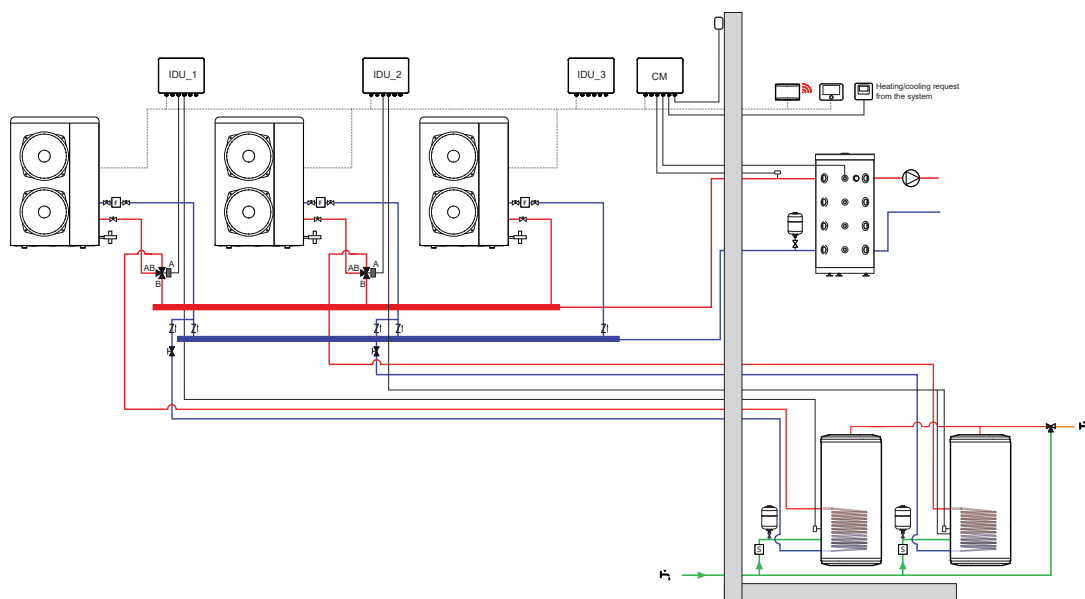 IDU_1
IDU_2
IDU_3
CM
Heating/cooling request
from the system
F
F
F
A
AB
B
A
AB
B
S
S